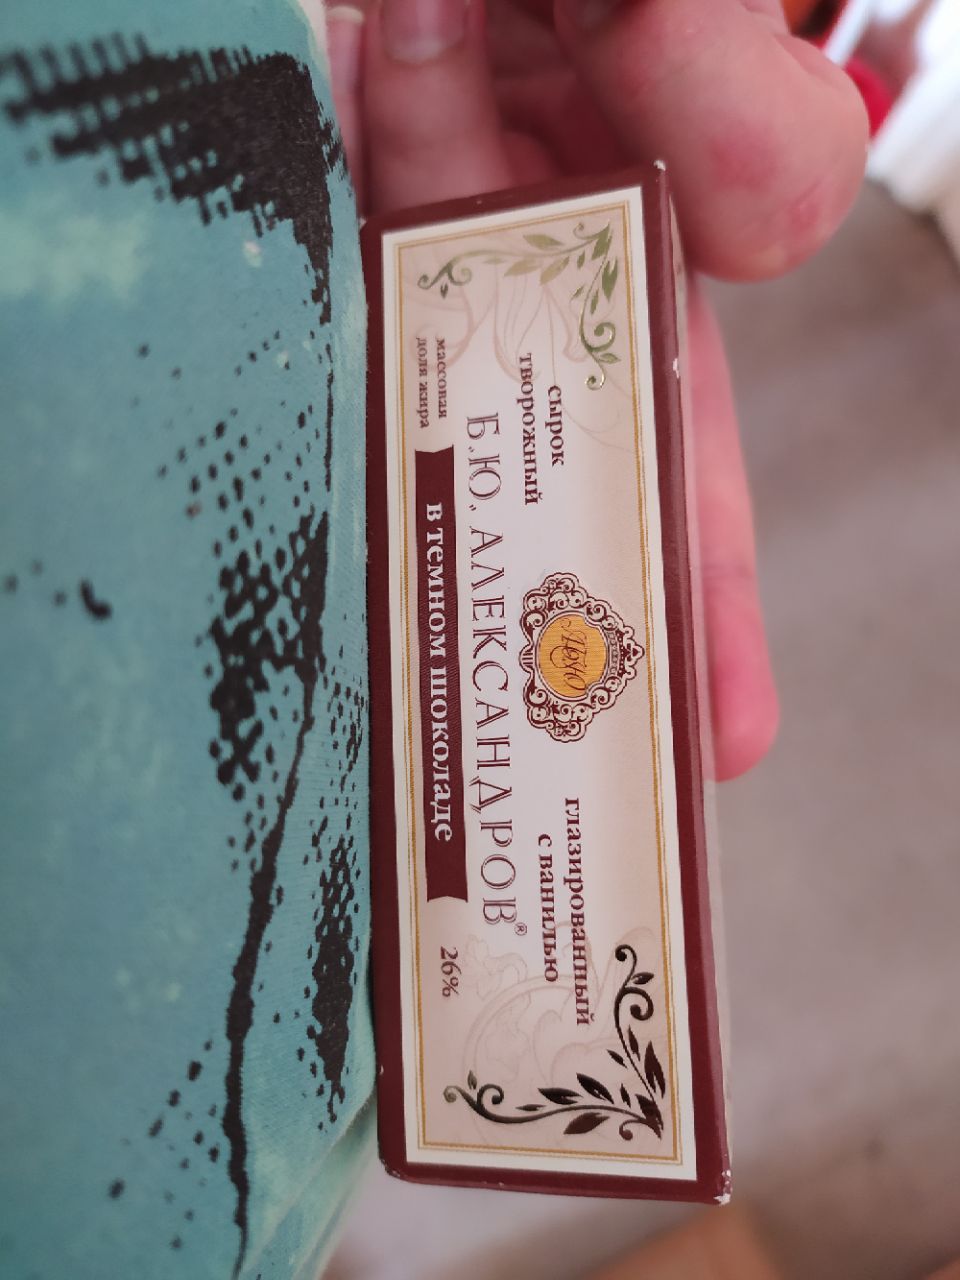 сырок
творожный
глазированный
с ванилью
Б.Ю. АЛЕКСАНДРОВ®
массовая
доля жира
в темном шоколаде
26%